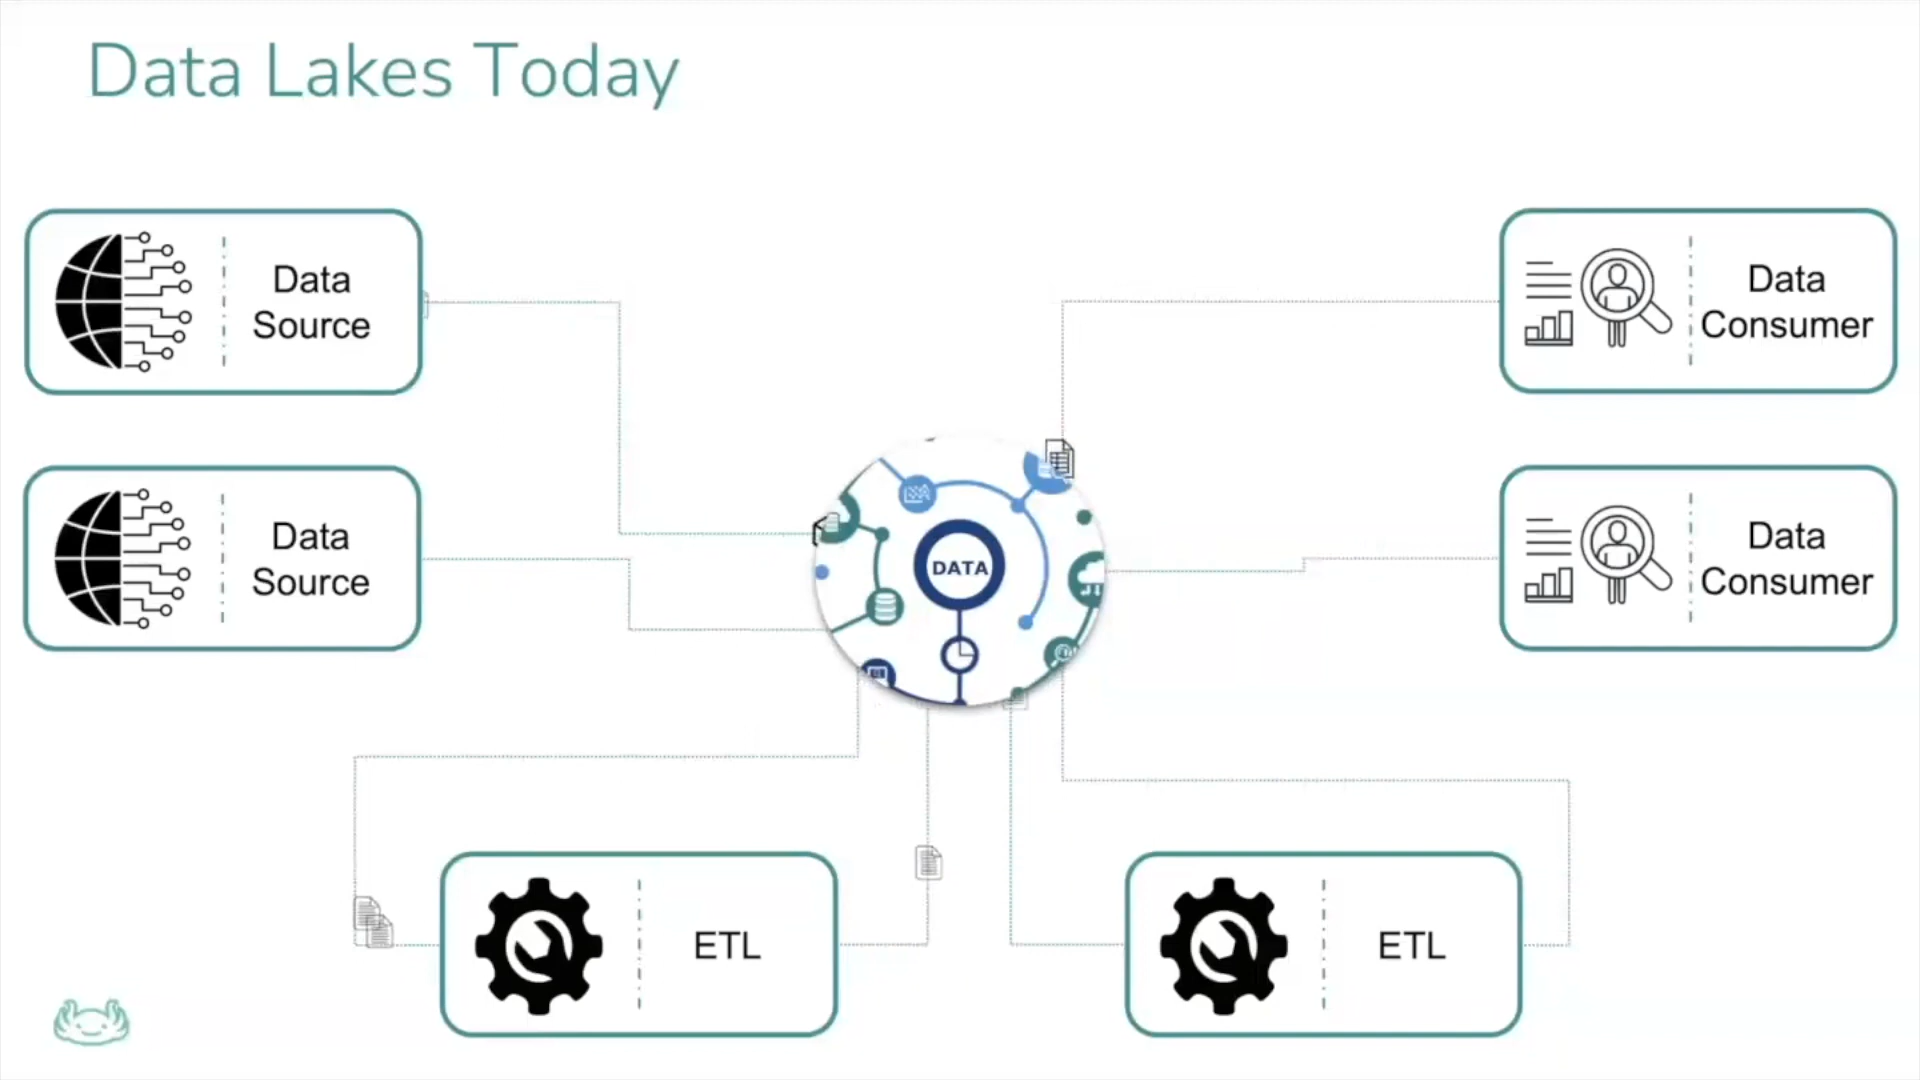 Data Lakes Today
Data
Source
Data
Consumer
Data
Source
DATA
Data
Consumer
ETL
ETL